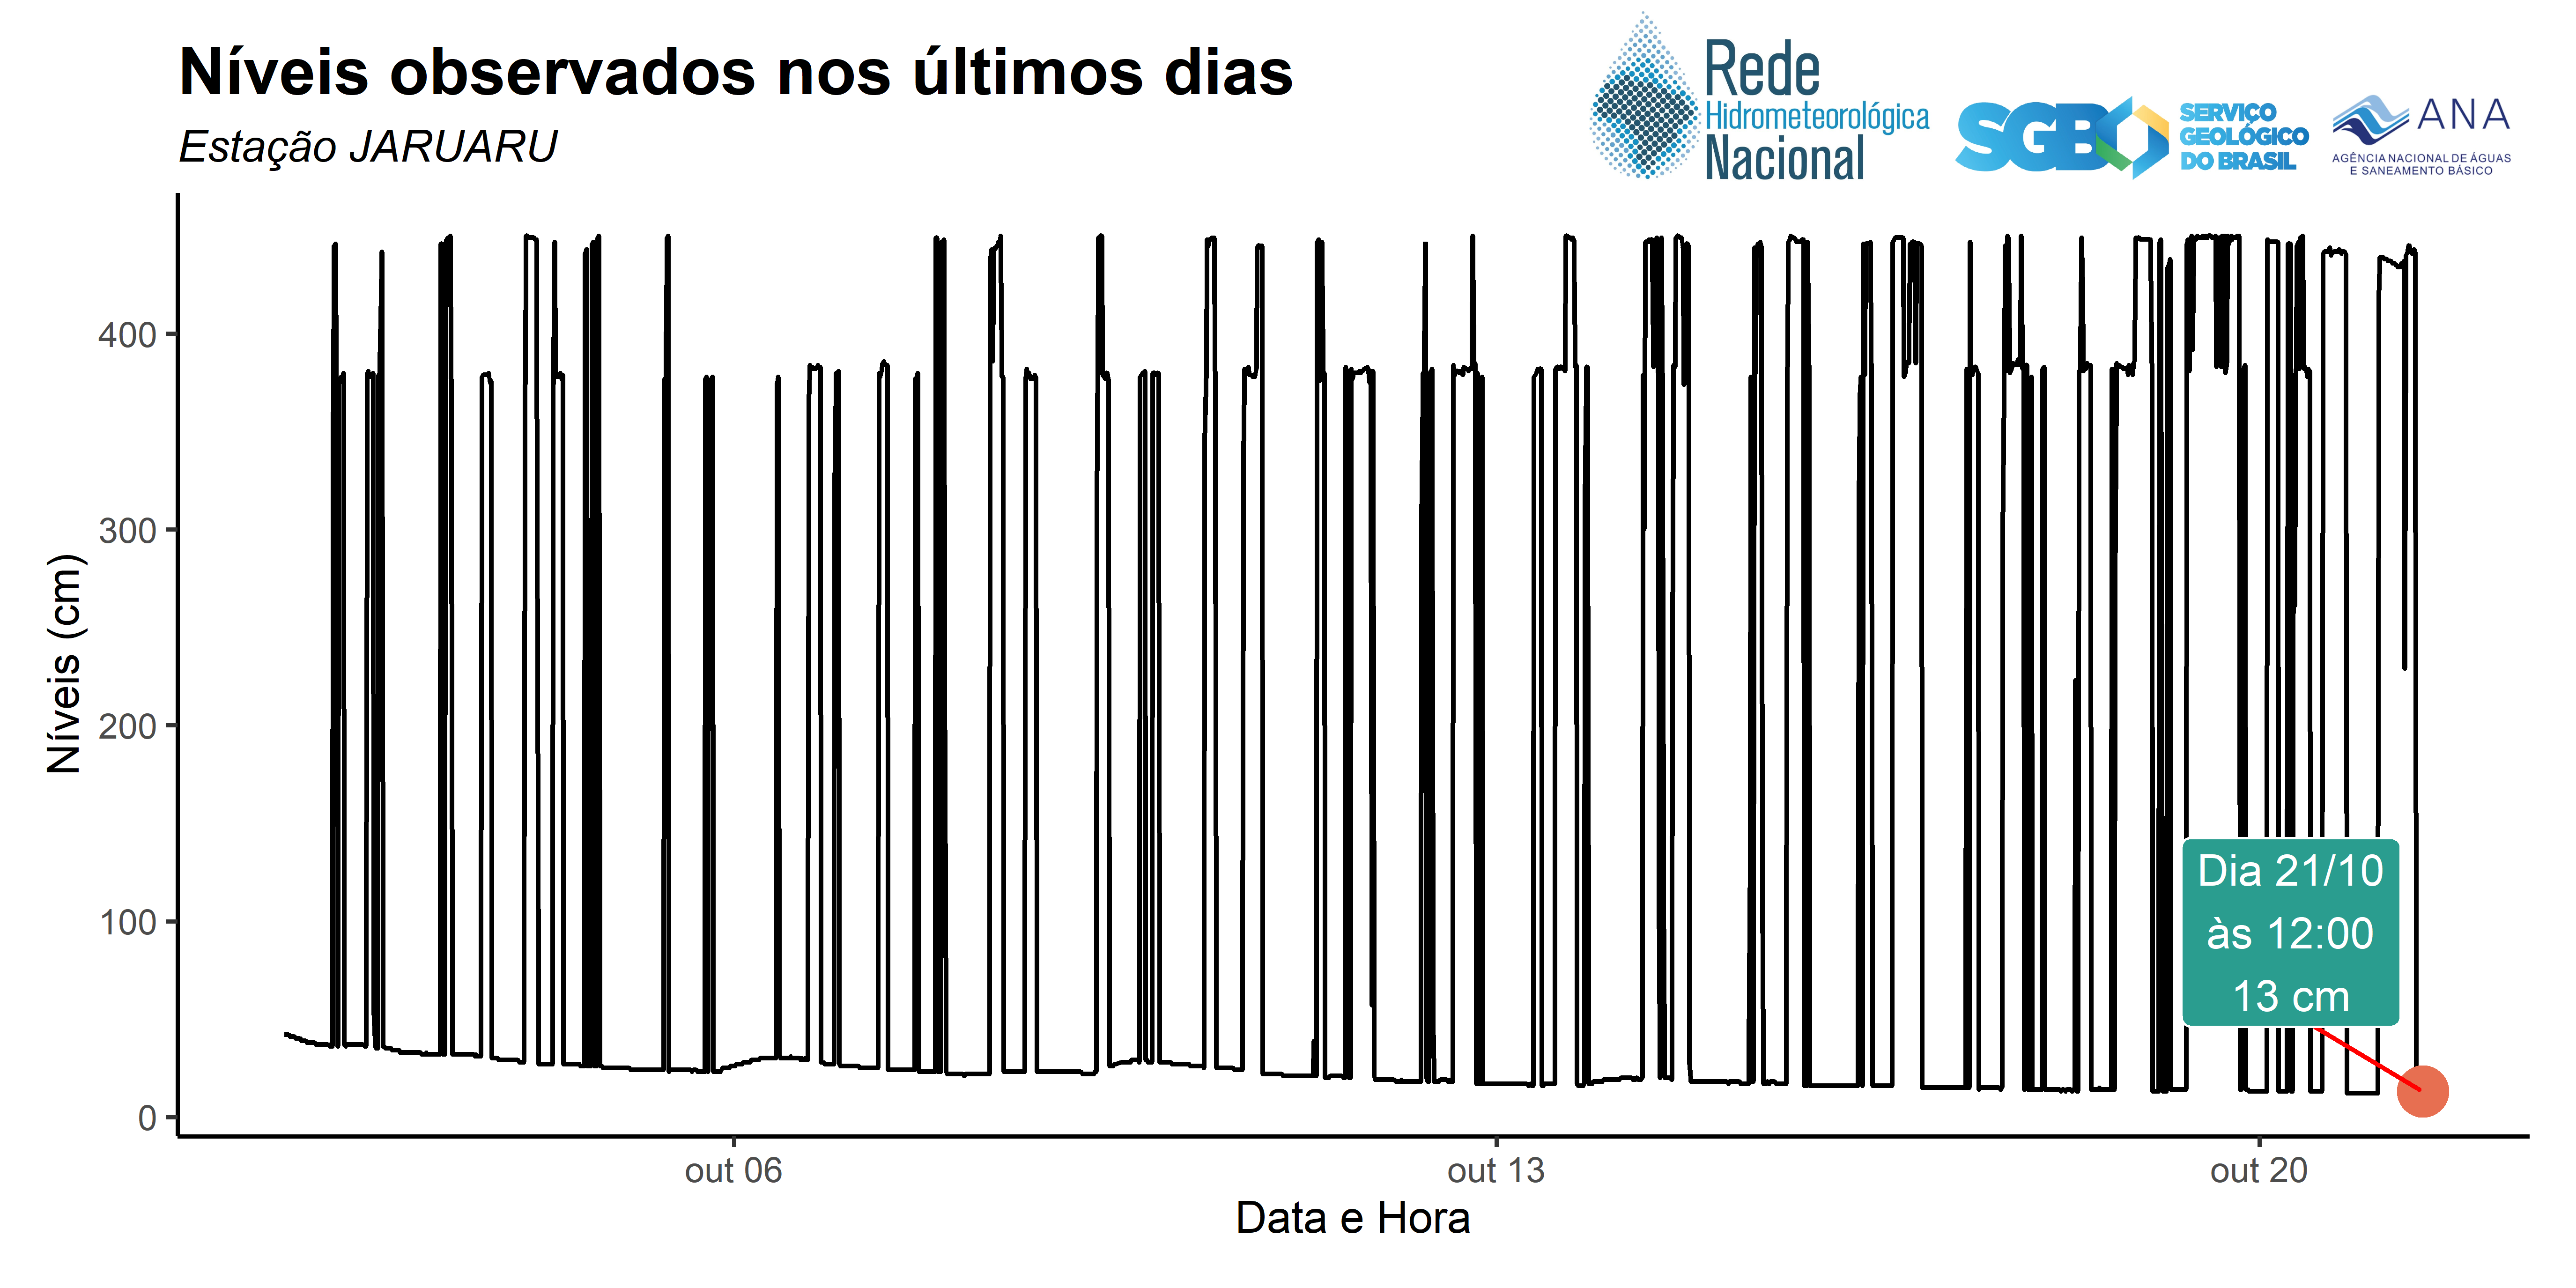 Níveis observados nos últimos dias
Estação JARUARU
Rede
Hidrometeorológica
Nacional
SGB
SERVIÇO
GEOLÓGICO
DO BRASIL
ANA
AGÊNCIA NACIONAL DE ÁGUAS
E SANEAMENTO BÁSICO
Níveis (cm)
400
300
200
100
0
Dia 21/10
às 12:00
13 cm
out 06
out 13
out 20
Data e Hora